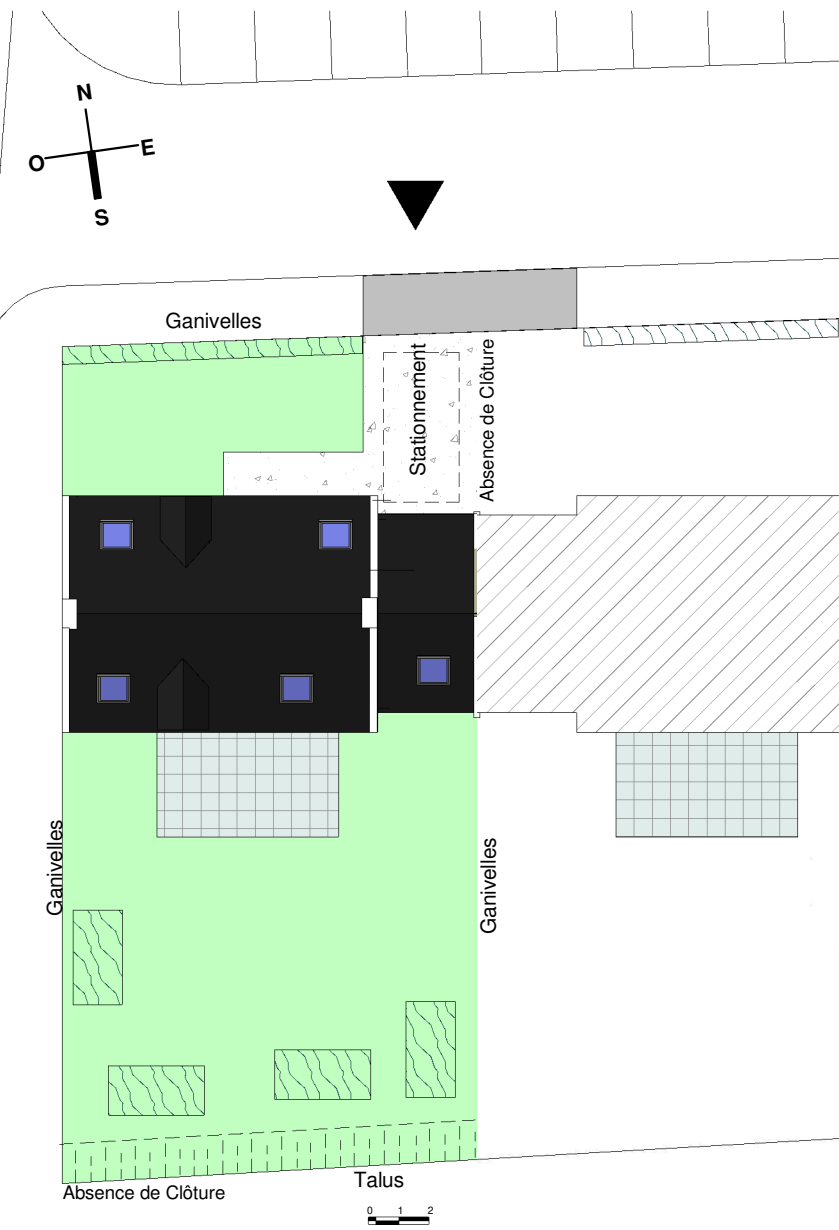 N
O
E
S
Ganivelles
Stationnement
Absence de Clôture
Ganivelles
Ganivelles
Talus
Absence de Clôture
0 1 2